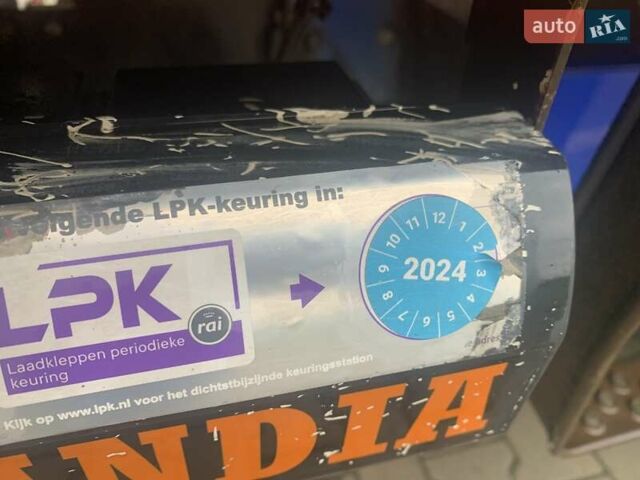 auto RIA.com
volgende LPK-keuring in:
LPK
rai
Laadkleppen periodieke
keuring
12 1 2 3 4 5 6 7 8 9 10 11
2024
adres
Kijk op www.lpk.nl voor het dichtstbijzijnde keuringsstation
NDIA